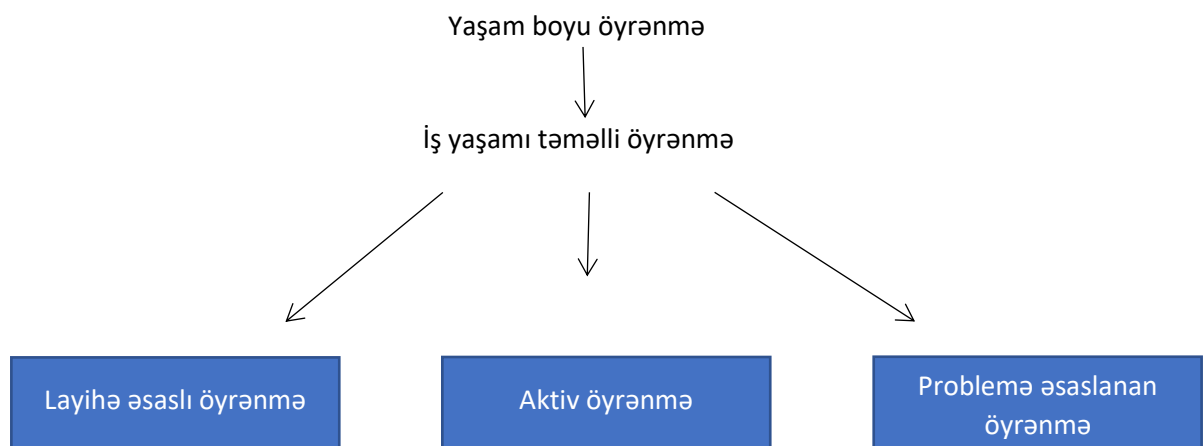 Yaşam boyu öyrənmə
İş yaşamı təməlli öyrənmə
Layihə əsaslı öyrənmə
Aktiv öyrənmə
Problemə əsaslanan
öyrənmə